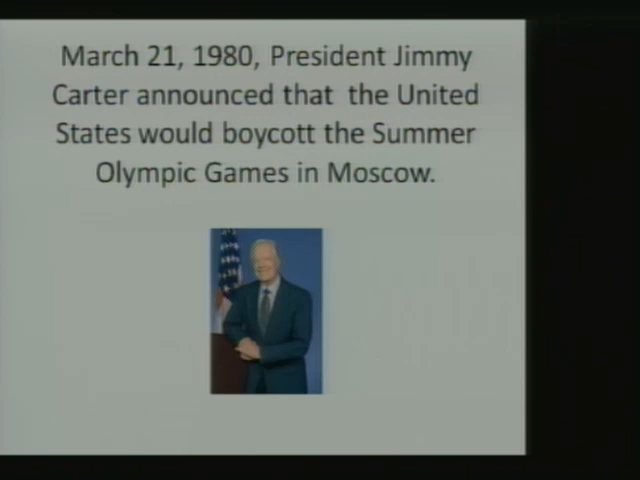 March 21, 1980, President Jimmy
Carter announced that the United
States would boycott the Summer
Olympic Games in Moscow.